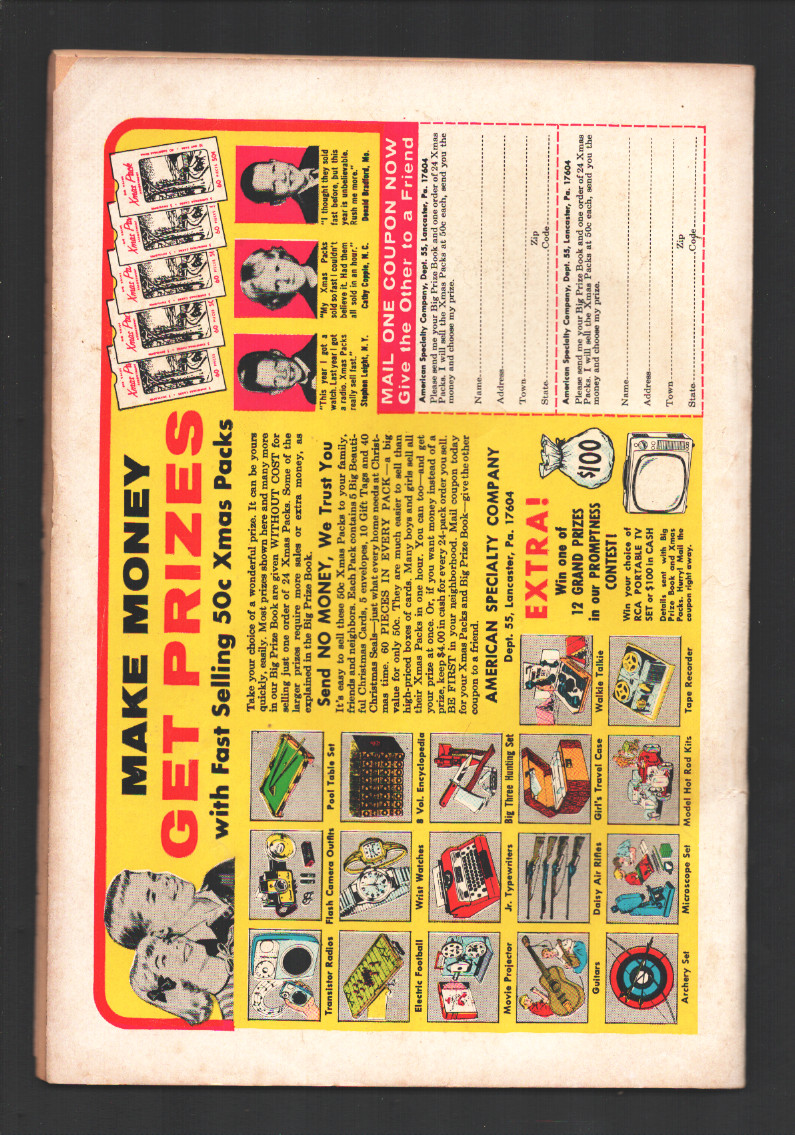 MAKE MONEY
GET PRIZES
with Fast Selling 50c Xmas Packs
Xmas Pack
Take your choice of a wonderful prize. It can be yours
quickly, easily. Most prizes shown here and many more
in our Big Prize Book are given WITHOUT COST for
selling just one order of 24 Xmas Packs. Some of the
larger prizes require more sales or extra money, as
explained in the Big Prize Book.
Send NO MONEY, We Trust You
It's easy to sell these 50c Xmas Packs to your family,
friends and neighbors. Each Pack contains 5 Big Beauti-
ful Christmas Cards, 5 envelopes, 10 Gift Tags and 40
Christmas Seals—just what every home needs at Christ-
mas time. 60 PIECES IN EVERY PACK—a big
value for only 50c. They are much easier to sell than
high-priced boxes of cards. Many boys and girls sell all
their Xmas Packs in one hour. You can too—and get
your prize at once. Or, if you want money instead of a
prize, keep $4.00 in cash for every 24-pack order you sell.
BE FIRST in your neighborhood. Mail coupon today
for your Xmas Packs and Big Prize Book—give the other
coupon to a friend.
AMERICAN SPECIALTY COMPANY
Dept. 55, Lancaster, Pa. 17604
Transistor Radios
Flash Camera Outfits
Pool Table Set
Electric Football
Wrist Watches
8 Vol. Encyclopedia
Movie Projector
Jr. Typewriters
Big Three Hunting Set
Guitars
Daisy Air Rifles
Girl's Travel Case
Walkie Talkie
Archery Set
Microscope Set
Model Hot Rod Kits
Tape Recorder
EXTRA!
Win one of
12 GRAND PRIZES
in our PROMPTNESS
CONTEST!
$100
Win your choice of
RCA PORTABLE TV
SET or $100 in CASH
Details sent with Big
Prize Book and Xmas
Packs. Hurry! Mail the
coupon right away.
"This year I got a
watch. Last year I got
a radio. Xmas Packs
really sell fast."
Stephen Leight, N. Y.
"My Xmas Packs
sold so fast I couldn't
believe it. Had them
all sold in an hour."
Cathy Copple, N. C.
"I thought they sold
fast before, but this
year is unbelievable.
Rush me more."
Donald Bradford, Mo.
MAIL ONE COUPON NOW
Give the Other to a Friend
American Specialty Company, Dept. 55, Lancaster, Pa. 17604
Please send me your Big Prize Book and one order of 24 Xmas
Packs. I will sell the Xmas Packs at 50c each, send you the
money and choose my prize.
Name
Address
Town
Zip
State Code
American Specialty Company, Dept. 55, Lancaster, Pa. 17604
Please send me your Big Prize Book and one order of 24 Xmas
Packs. I will sell the Xmas Packs at 50c each, send you the
money and choose my prize.
Name
Address
Town
Zip
State Code